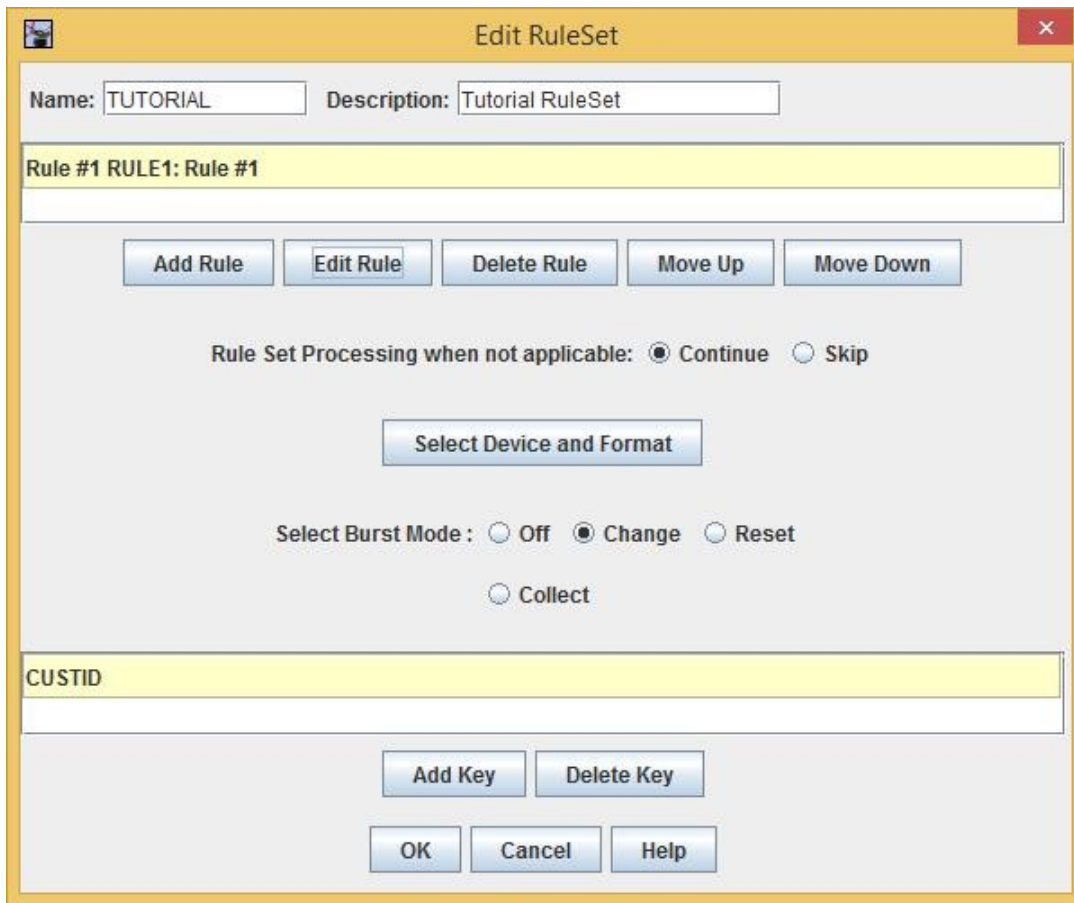 Edit RuleSet
Name: TUTORIAL Description: Tutorial RuleSet
Rule #1 RULE1: Rule #1
Add Rule Edit Rule Delete Rule Move Up Move Down
Rule Set Processing when not applicable: Continue Skip
Select Device and Format
Select Burst Mode : Off Change Reset
Collect
CUSTID
Add Key Delete Key
OK Cancel Help